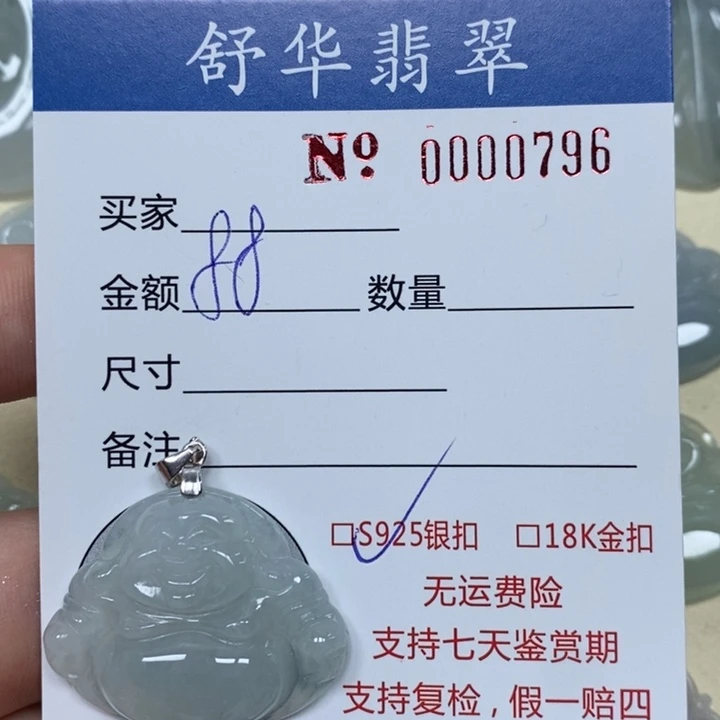 舒华翡翠
No 0000796
买家
金额 88 数量
尺寸
备注
□S925银扣 □18K金扣
无运费险
支持七天鉴赏期
支持复检，假一赔四